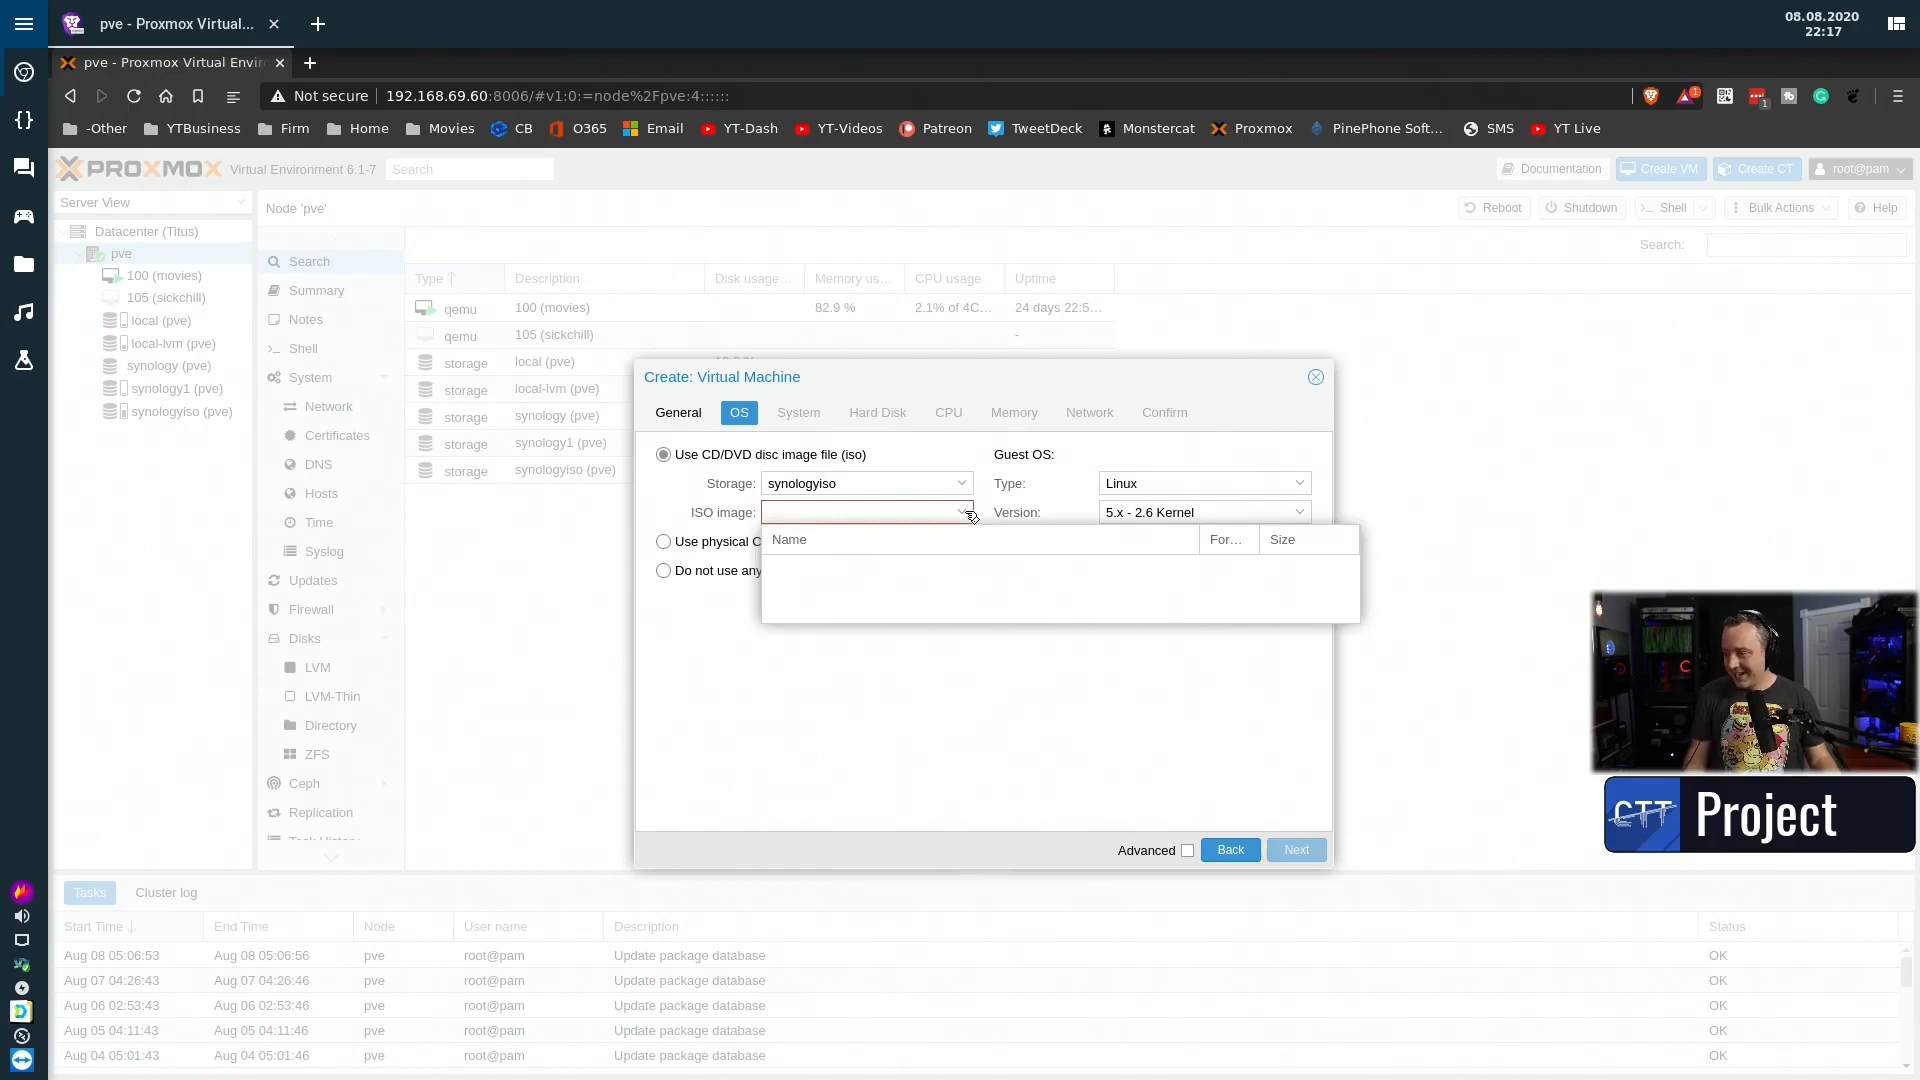 pve - Proxmox Virtual...
08.08.2020
22:17
pve - Proxmox Virtual Envir
Not secure
192.168.69.60:8006/#v1:0:=node%2Fpve:4::::::
1
1
-Other
YTBusiness
Firm
Home
Movies
CB
O365
Email
YT-Dash
YT-Videos
Patreon
TweetDeck
Monstercat
Proxmox
PinePhone Soft...
SMS
YT Live
PROXMOX
Virtual Environment 6.1-7
Search
Documentation
Create VM
Create CT
root@pam
Server View
Node 'pve'
Reboot
Shutdown
Shell
Bulk Actions
Help
Datacenter (Titus)
pve
100 (movies)
105 (sickchill)
local (pve)
local-lvm (pve)
synology (pve)
synology1 (pve)
synologyiso (pve)
Search
Summary
Notes
Shell
System
Network
Certificates
DNS
Hosts
Time
Syslog
Updates
Firewall
Disks
LVM
LVM-Thin
Directory
ZFS
Ceph
Replication
Search:
Type
Description
Disk usage...
Memory us...
CPU usage
Uptime
qemu
100 (movies)
82.9 %
2.1% of 4C...
24 days 22:5...
qemu
105 (sickchill)
-
storage
local (pve)
storage
local-lvm (pve)
storage
synology (pve)
storage
synology1 (pve)
storage
synologyiso (pve)
Create: Virtual Machine
General
OS
System
Hard Disk
CPU
Memory
Network
Confirm
Use CD/DVD disc image file (iso)
Guest OS:
Storage:
synologyiso
Type:
Linux
ISO image:
Version:
5.x - 2.6 Kernel
Use physical C
Do not use any
Name
For...
Size
Advanced
Back
Next
CTT
Project
Tasks
Cluster log
Start Time
End Time
Node
User name
Description
Status
Aug 08 05:06:53
Aug 08 05:06:56
pve
root@pam
Update package database
OK
Aug 07 04:26:43
Aug 07 04:26:46
pve
root@pam
Update package database
OK
Aug 06 02:53:43
Aug 06 02:53:46
pve
root@pam
Update package database
OK
Aug 05 04:11:43
Aug 05 04:11:46
pve
root@pam
Update package database
OK
Aug 04 05:01:43
Aug 04 05:01:46
pve
root@pam
Update package database
OK